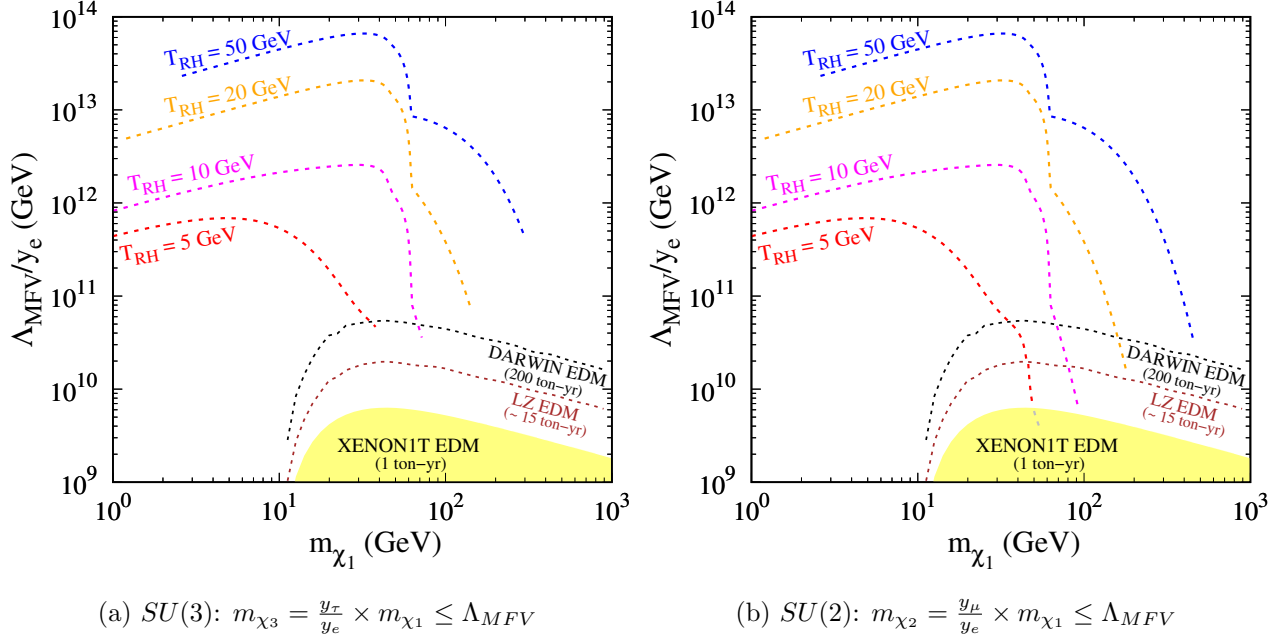 10^14
10^13
10^12
10^11
10^10
10^9
Λ_MFV/y_e (GeV)
T_RH = 50 GeV
T_RH = 20 GeV
T_RH = 10 GeV
T_RH = 5 GeV
DARWIN EDM
(200 ton−yr)
LZ EDM
(~ 15 ton−yr)
XENON1T EDM
(1 ton−yr)
10^0 10^1 10^2 10^3
m_χ1 (GeV)
(a) SU(3): m_χ3 = y_τ/y_e × m_χ1 ≤ Λ_MFV
10^14
10^13
10^12
10^11
10^10
10^9
Λ_MFV/y_e (GeV)
T_RH = 50 GeV
T_RH = 20 GeV
T_RH = 10 GeV
T_RH = 5 GeV
DARWIN EDM
(200 ton−yr)
LZ EDM
(~ 15 ton−yr)
XENON1T EDM
(1 ton−yr)
10^0 10^1 10^2 10^3
m_χ1 (GeV)
(b) SU(2): m_χ2 = y_μ/y_e × m_χ1 ≤ Λ_MFV